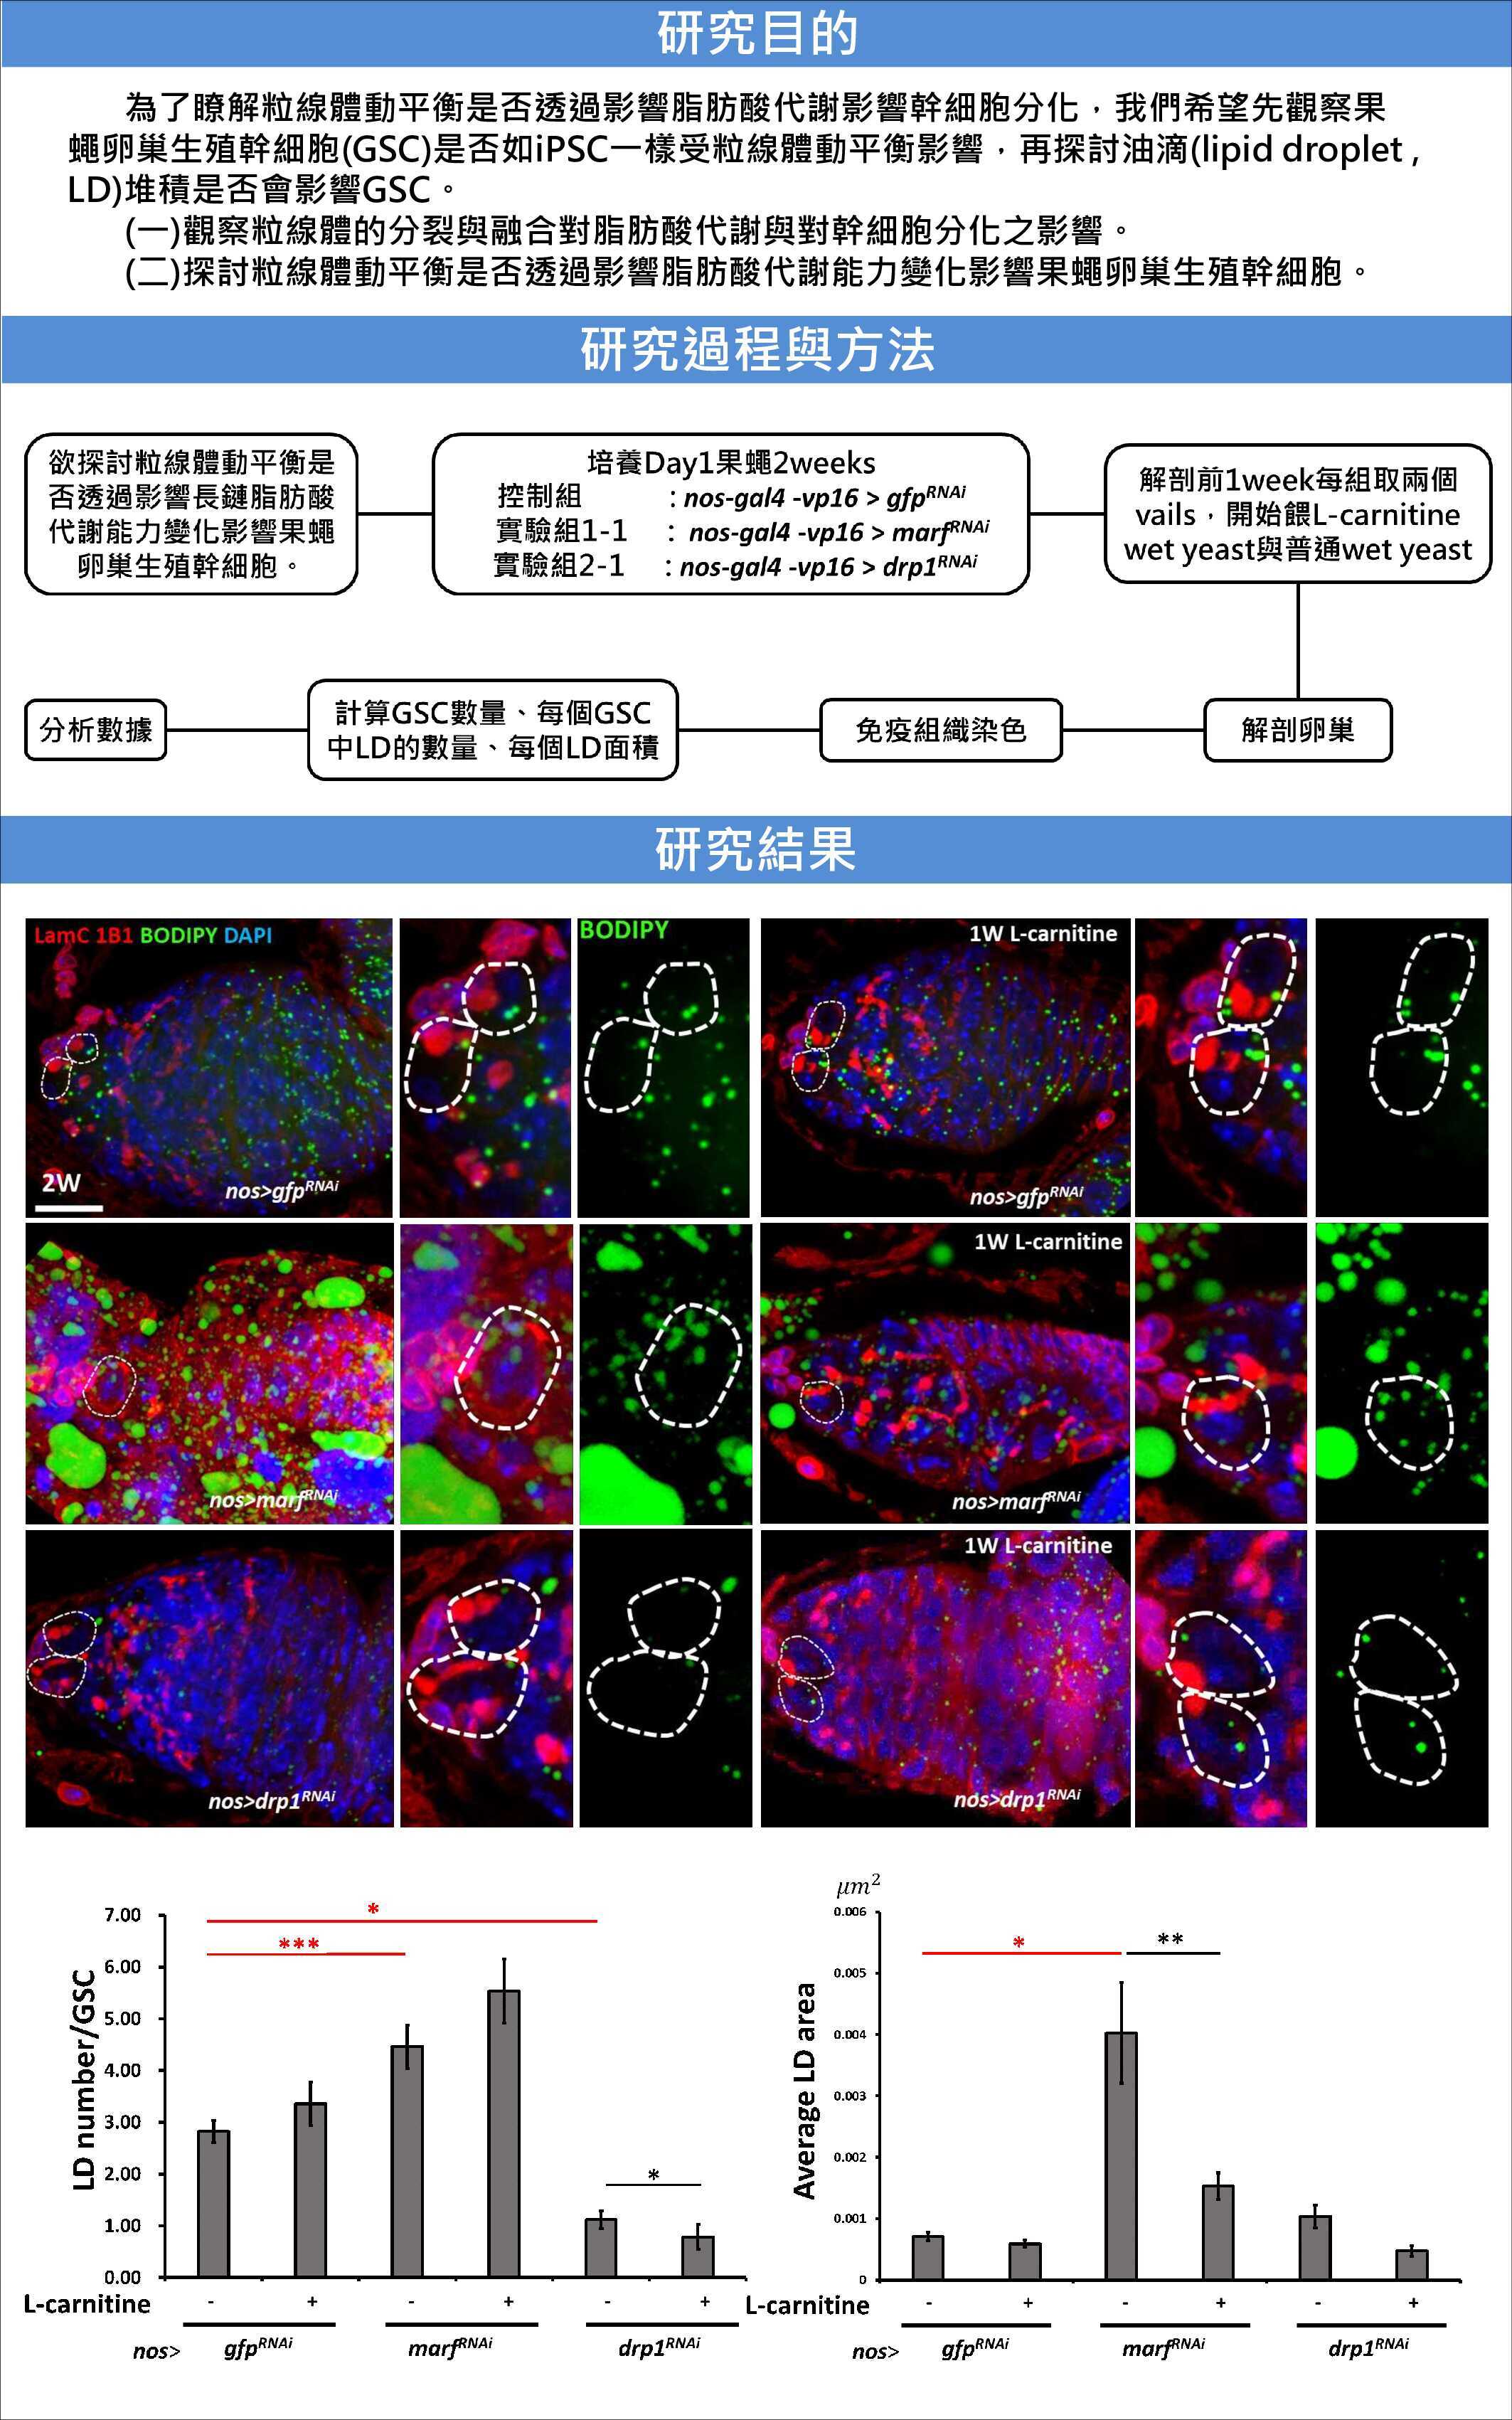 研究目的
為了瞭解粒線體動平衡是否透過影響脂肪酸代謝影響幹細胞分化，我們希望先觀察果
蠅卵巢生殖幹細胞(GSC)是否如iPSC一樣受粒線體動平衡影響，再探討油滴(lipid droplet ,
LD)堆積是否會影響GSC。
(一)觀察粒線體的分裂與融合對脂肪酸代謝與對幹細胞分化之影響。
(二)探討粒線體動平衡是否透過影響脂肪酸代謝能力變化影響果蠅卵巢生殖幹細胞。
研究過程與方法
欲探討粒線體動平衡是
否透過影響長鏈脂肪酸
代謝能力變化影響果蠅
卵巢生殖幹細胞。
培養Day1果蠅2weeks
控制組 : nos-gal4 -vp16 > gfpRNAi
實驗組1-1 : nos-gal4 -vp16 > marfRNAi
實驗組2-1 : nos-gal4 -vp16 > drp1RNAi
解剖前1week每組取兩個
vails，開始餵L-carnitine
wet yeast與普通wet yeast
解剖卵巢
免疫組織染色
計算GSC數量、每個GSC
中LD的數量、每個LD面積
分析數據
研究結果
LamC 1B1 BODIPY DAPI
BODIPY
1W L-carnitine
2W
nos>gfpRNAi
nos>gfpRNAi
1W L-carnitine
nos>marfRNAi
nos>marfRNAi
1W L-carnitine
nos>drp1RNAi
nos>drp1RNAi
LD number/GSC
7.00
6.00
5.00
4.00
3.00
2.00
1.00
0.00
*
***
*
L-carnitine - + - + - +
nos> gfpRNAi marfRNAi drp1RNAi
μm2
Average LD area
0.006
0.005
0.004
0.003
0.002
0.001
0
*
**
L-carnitine - + - + - +
nos> gfpRNAi marfRNAi drp1RNAi